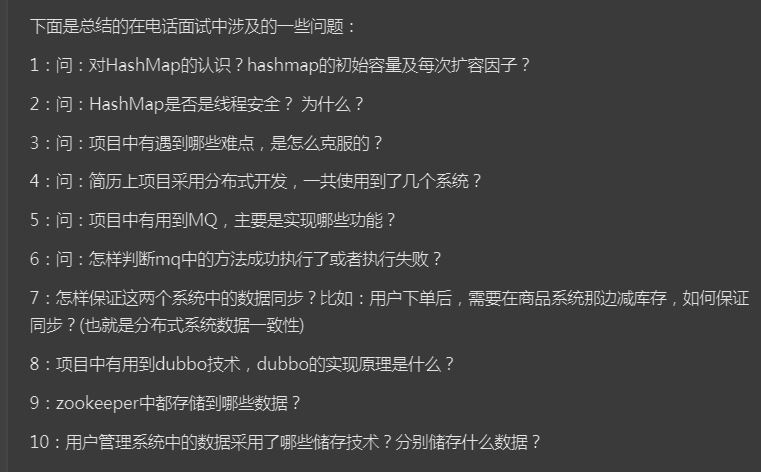 下面是总结的在电话面试中涉及的一些问题：
1：问：对HashMap的认识？hashmap的初始容量及每次扩容因子？
2：问：HashMap是否是线程安全？ 为什么？
3：问：项目中有遇到哪些难点，是怎么克服的？
4：问：简历上项目采用分布式开发，一共使用到了几个系统？
5：问：项目中有用到MQ，主要是实现哪些功能？
6：问：怎样判断mq中的方法成功执行了或者执行失败？
7：怎样保证这两个系统中的数据同步？比如：用户下单后，需要在商品系统那边减库存，如何保证
同步？(也就是分布式系统数据一致性)
8：项目中有用到dubbo技术，dubbo的实现原理是什么？
9：zookeeper中都存储到哪些数据？
10：用户管理系统中的数据采用了哪些储存技术？分别储存什么数据？